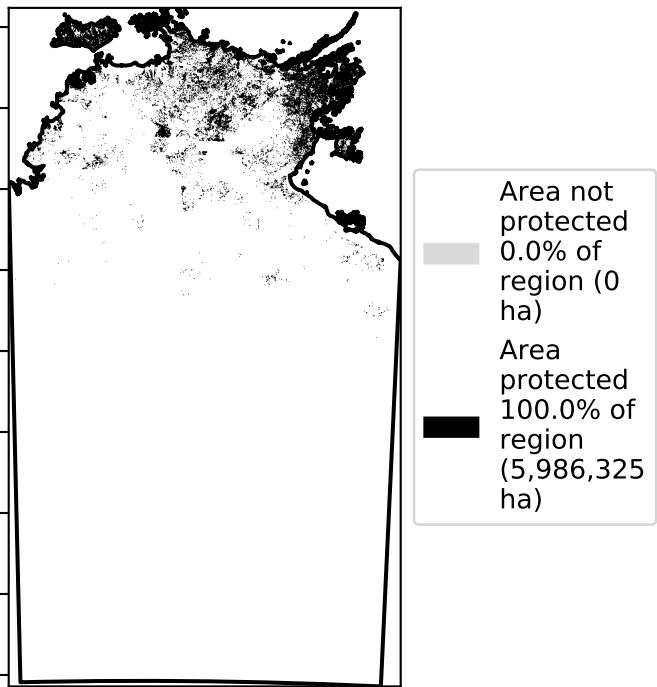 Area not
protected
0.0% of
region (0
ha)
Area
protected
100.0% of
region
(5,986,325
ha)